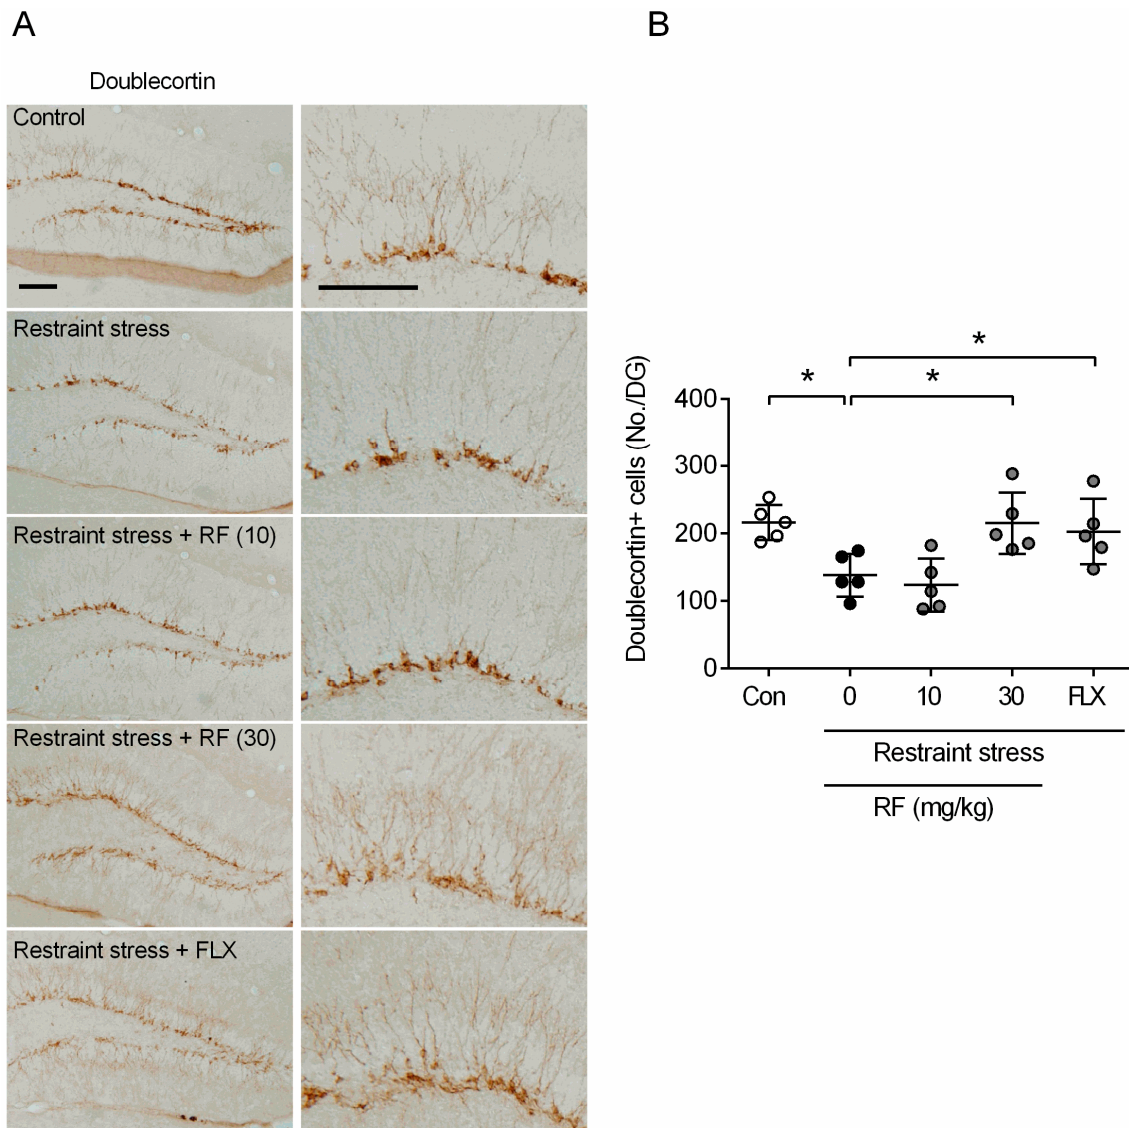 A
Doublecortin
Control
Restraint stress
Restraint stress + RF (10)
Restraint stress + RF (30)
Restraint stress + FLX
B
Doublecortin+ cells (No./DG)
*
* *
400
300
200
100
0
Con 0 10 30 FLX
Restraint stress
RF (mg/kg)